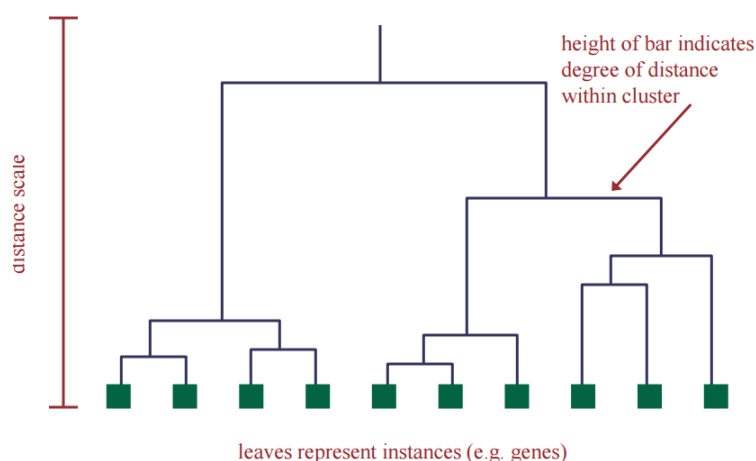 height of bar indicates
degree of distance
within cluster
distance scale
leaves represent instances (e.g. genes)